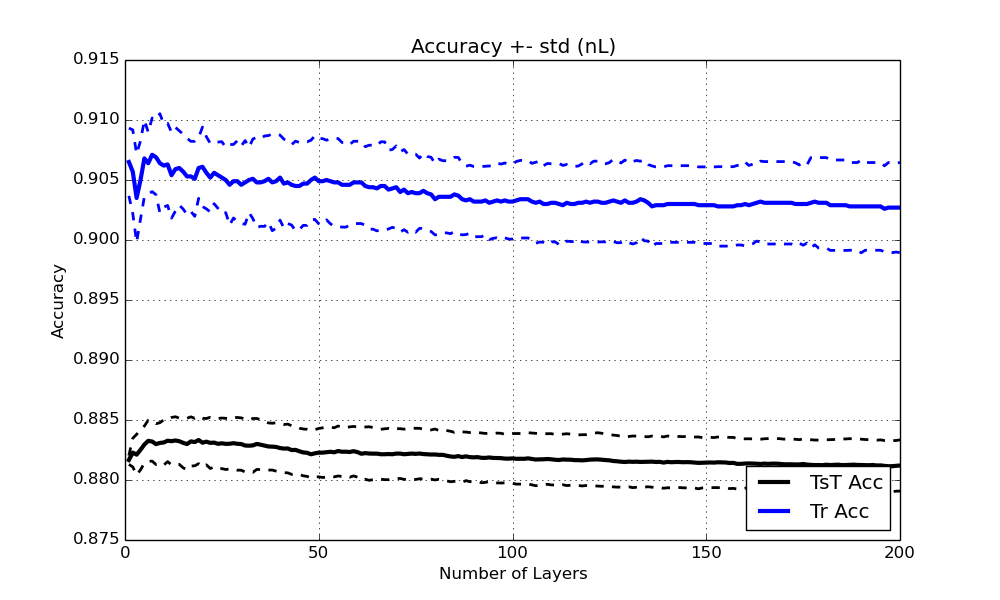 Accuracy +- std (nL)
0.915
0.910
0.905
0.900
0.895
0.890
0.885
0.880
0.875
Accuracy
0 50 100 150 200
Number of Layers
TsT Acc
Tr Acc